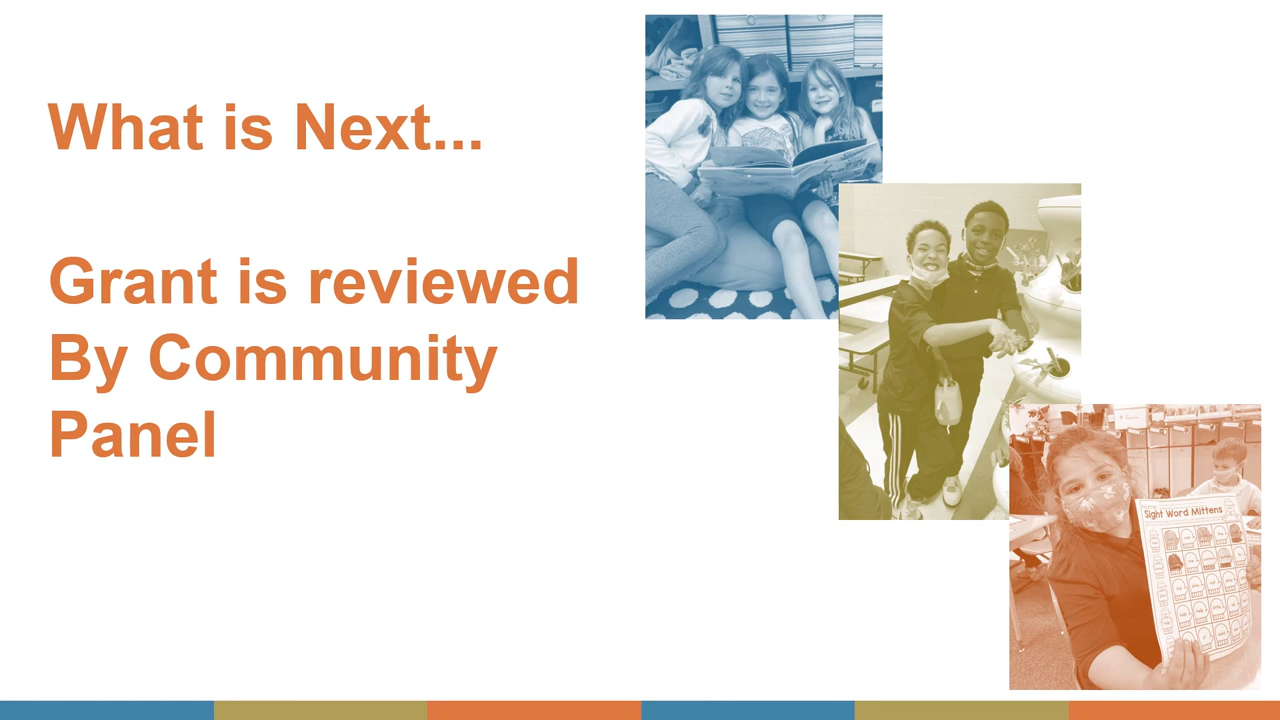 What is Next...
Grant is reviewed
By Community
Panel
Sight Word Mittens